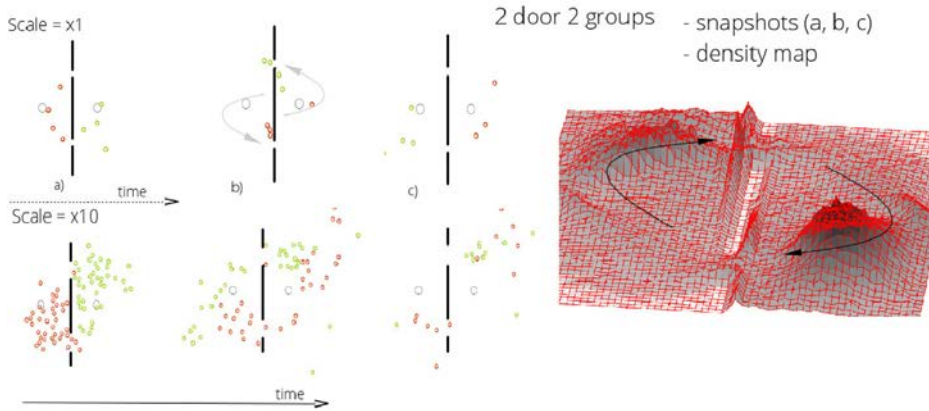 Scale = x1
2 door 2 groups
- snapshots (a, b, c)
- density map
a)
time
b)
c)
Scale = x10
time